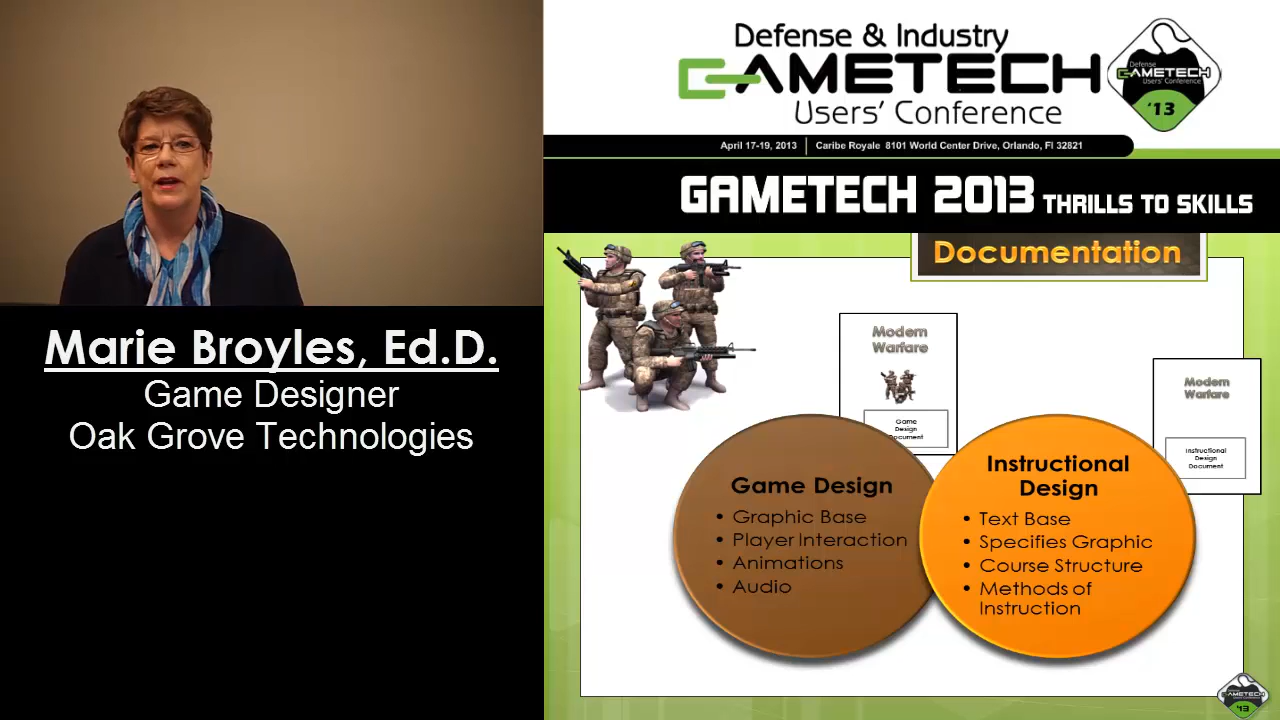 Defense & Industry
GAMETECH
Users' Conference
Defense
GAMETECH
Users' Conference
'13
April 17-19, 2013 | Caribe Royale 8101 World Center Drive, Orlando, Fl 32821
GAMETECH 2013 THRILLS TO SKILLS
Documentation
Marie Broyles, Ed.D.
Game Designer
Oak Grove Technologies
Modern
Warfare
Game
Design
Document
Modern
Warfare
Instructional
Design
Document
Game Design
• Graphic Base
• Player Interaction
• Animations
• Audio
Instructional
Design
• Text Base
• Specifies Graphic
• Course Structure
• Methods of
Instruction
GAMETECH
'13